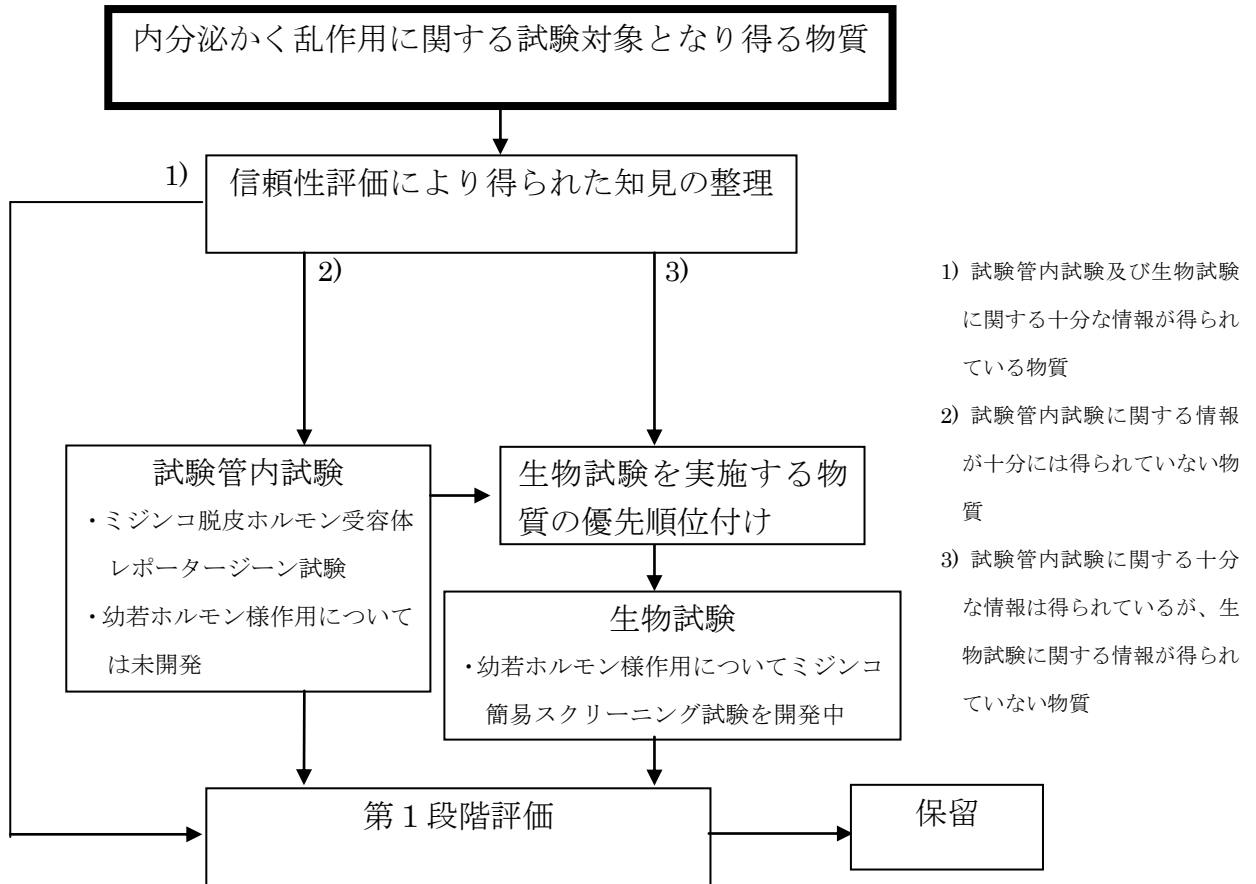 内分泌かく乱作用に関する試験対象となり得る物質
1)
信頼性評価により得られた知見の整理
2)
3)
試験管内試験
・ミジンコ脱皮ホルモン受容体
レポータージーン試験
・幼若ホルモン様作用について
は未開発
生物試験を実施する物
質の優先順位付け
生物試験
・幼若ホルモン様作用についてミジンコ
簡易スクリーニング試験を開発中
第1段階評価
保留
1) 試験管内試験及び生物試験
に関する十分な情報が得られ
ている物質
2) 試験管内試験に関する情報
が十分には得られていない物
質
3) 試験管内試験に関する十分
な情報は得られているが、生
物試験に関する情報が得られ
ていない物質